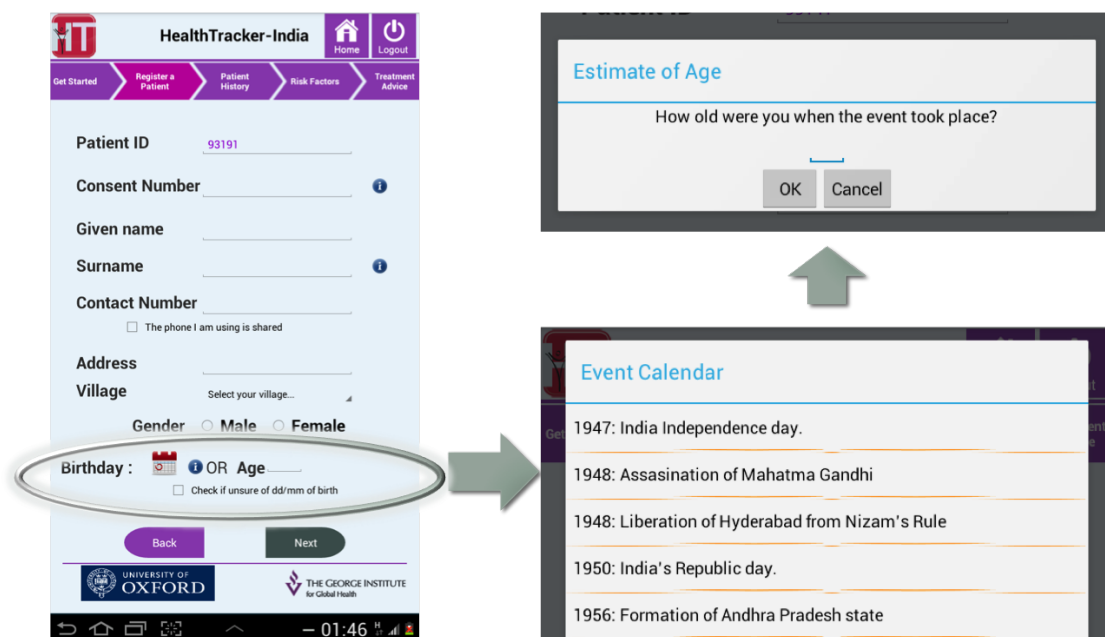 HT
HealthTracker-India
Home
Logout
Get Started
Register a
Patient
Patient
History
Risk Factors
Treatment
Advice
Patient ID 93191
Consent Number
Given name
Surname
Contact Number
The phone I am using is shared
Address
Village Select your village...
Gender Male Female
Birthday : OR Age
Check if unsure of dd/mm of birth
Back
Next
UNIVERSITY OF
OXFORD
THE GEORGE INSTITUTE
for Global Health
01:46
Estimate of Age
How old were you when the event took place?
OK
Cancel
Event Calendar
1947: India Independence day.
1948: Assasination of Mahatma Gandhi
1948: Liberation of Hyderabad from Nizam's Rule
1950: India's Republic day.
1956: Formation of Andhra Pradesh state